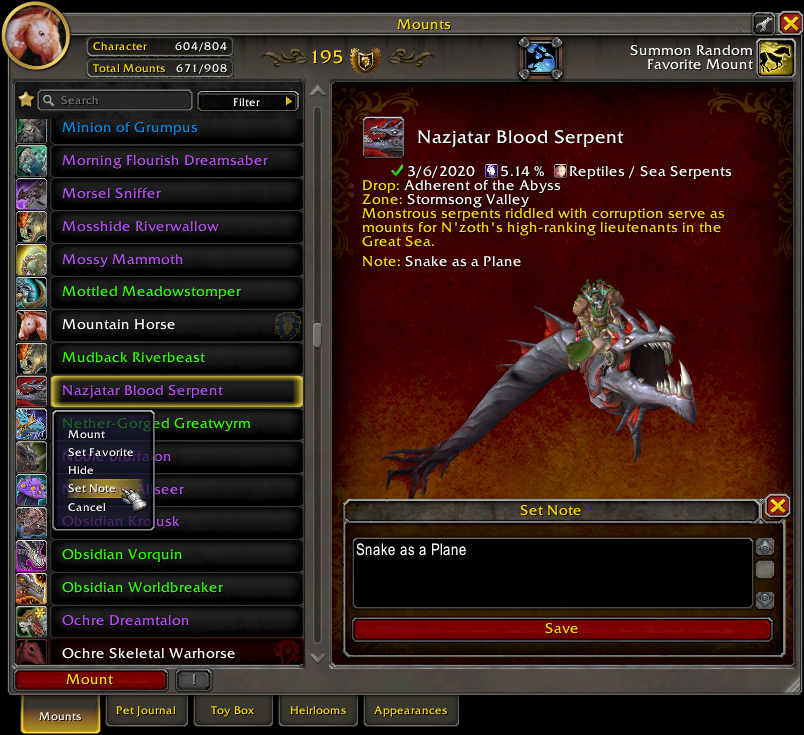 Mounts
Character 604/804
Total Mounts 671/908
195
Summon Random
Favorite Mount
Search
Filter
Minion of Grumpus
Morning Flourish Dreamsaber
Morsel Sniffer
Mosshide Riverwallow
Mossy Mammoth
Mottled Meadowstomper
Mountain Horse
Mudback Riverbeast
Nazjatar Blood Serpent
Nether-Gorged Greatwyrm
Mount
Set Favorite
Hide
Set Note
Cancel
Obsidian Vorquin
Obsidian Worldbreaker
Ochre Dreamtalon
Ochre Skeletal Warhorse
Nazjatar Blood Serpent
3/6/2020 5.14 % Reptiles / Sea Serpents
Drop: Adherent of the Abyss
Zone: Stormsong Valley
Monstrous serpents riddled with corruption serve as
mounts for N'zoth's high-ranking lieutenants in the
Great Sea.
Note: Snake as a Plane
Set Note
Snake as a Plane
Save
Mount
!
Mounts
Pet Journal
Toy Box
Heirlooms
Appearances